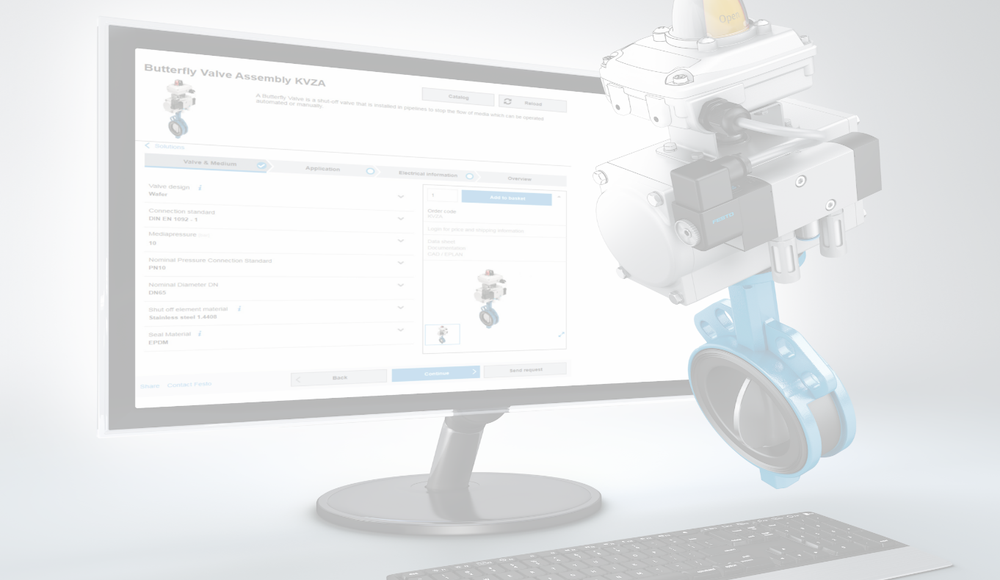 Open
Butterfly Valve Assembly KVZA
A Butterfly Valve is a shut-off valve that is installed in pipelines to stop the flow of media which can be operated
automated or manually.
Catalog
Reload
Solutions
Valve & Medium
Application
Electrical information
Overview
Valve design i
Wafer
Connection standard
DIN EN 1092 - 1
Mediapressure
10
Nominal Pressure Connection Standard
PN10
Nominal Diameter DN
DN65
Shut off element material i
Stainless steel 1.4408
Seal Material i
EPDM
1
Add to basket
Order code
KVZA
Login for price and shipping information
Data sheet
Documentation
CAD / EPLAN
FESTO
Share
Contact Festo
Back
Continue
Send request